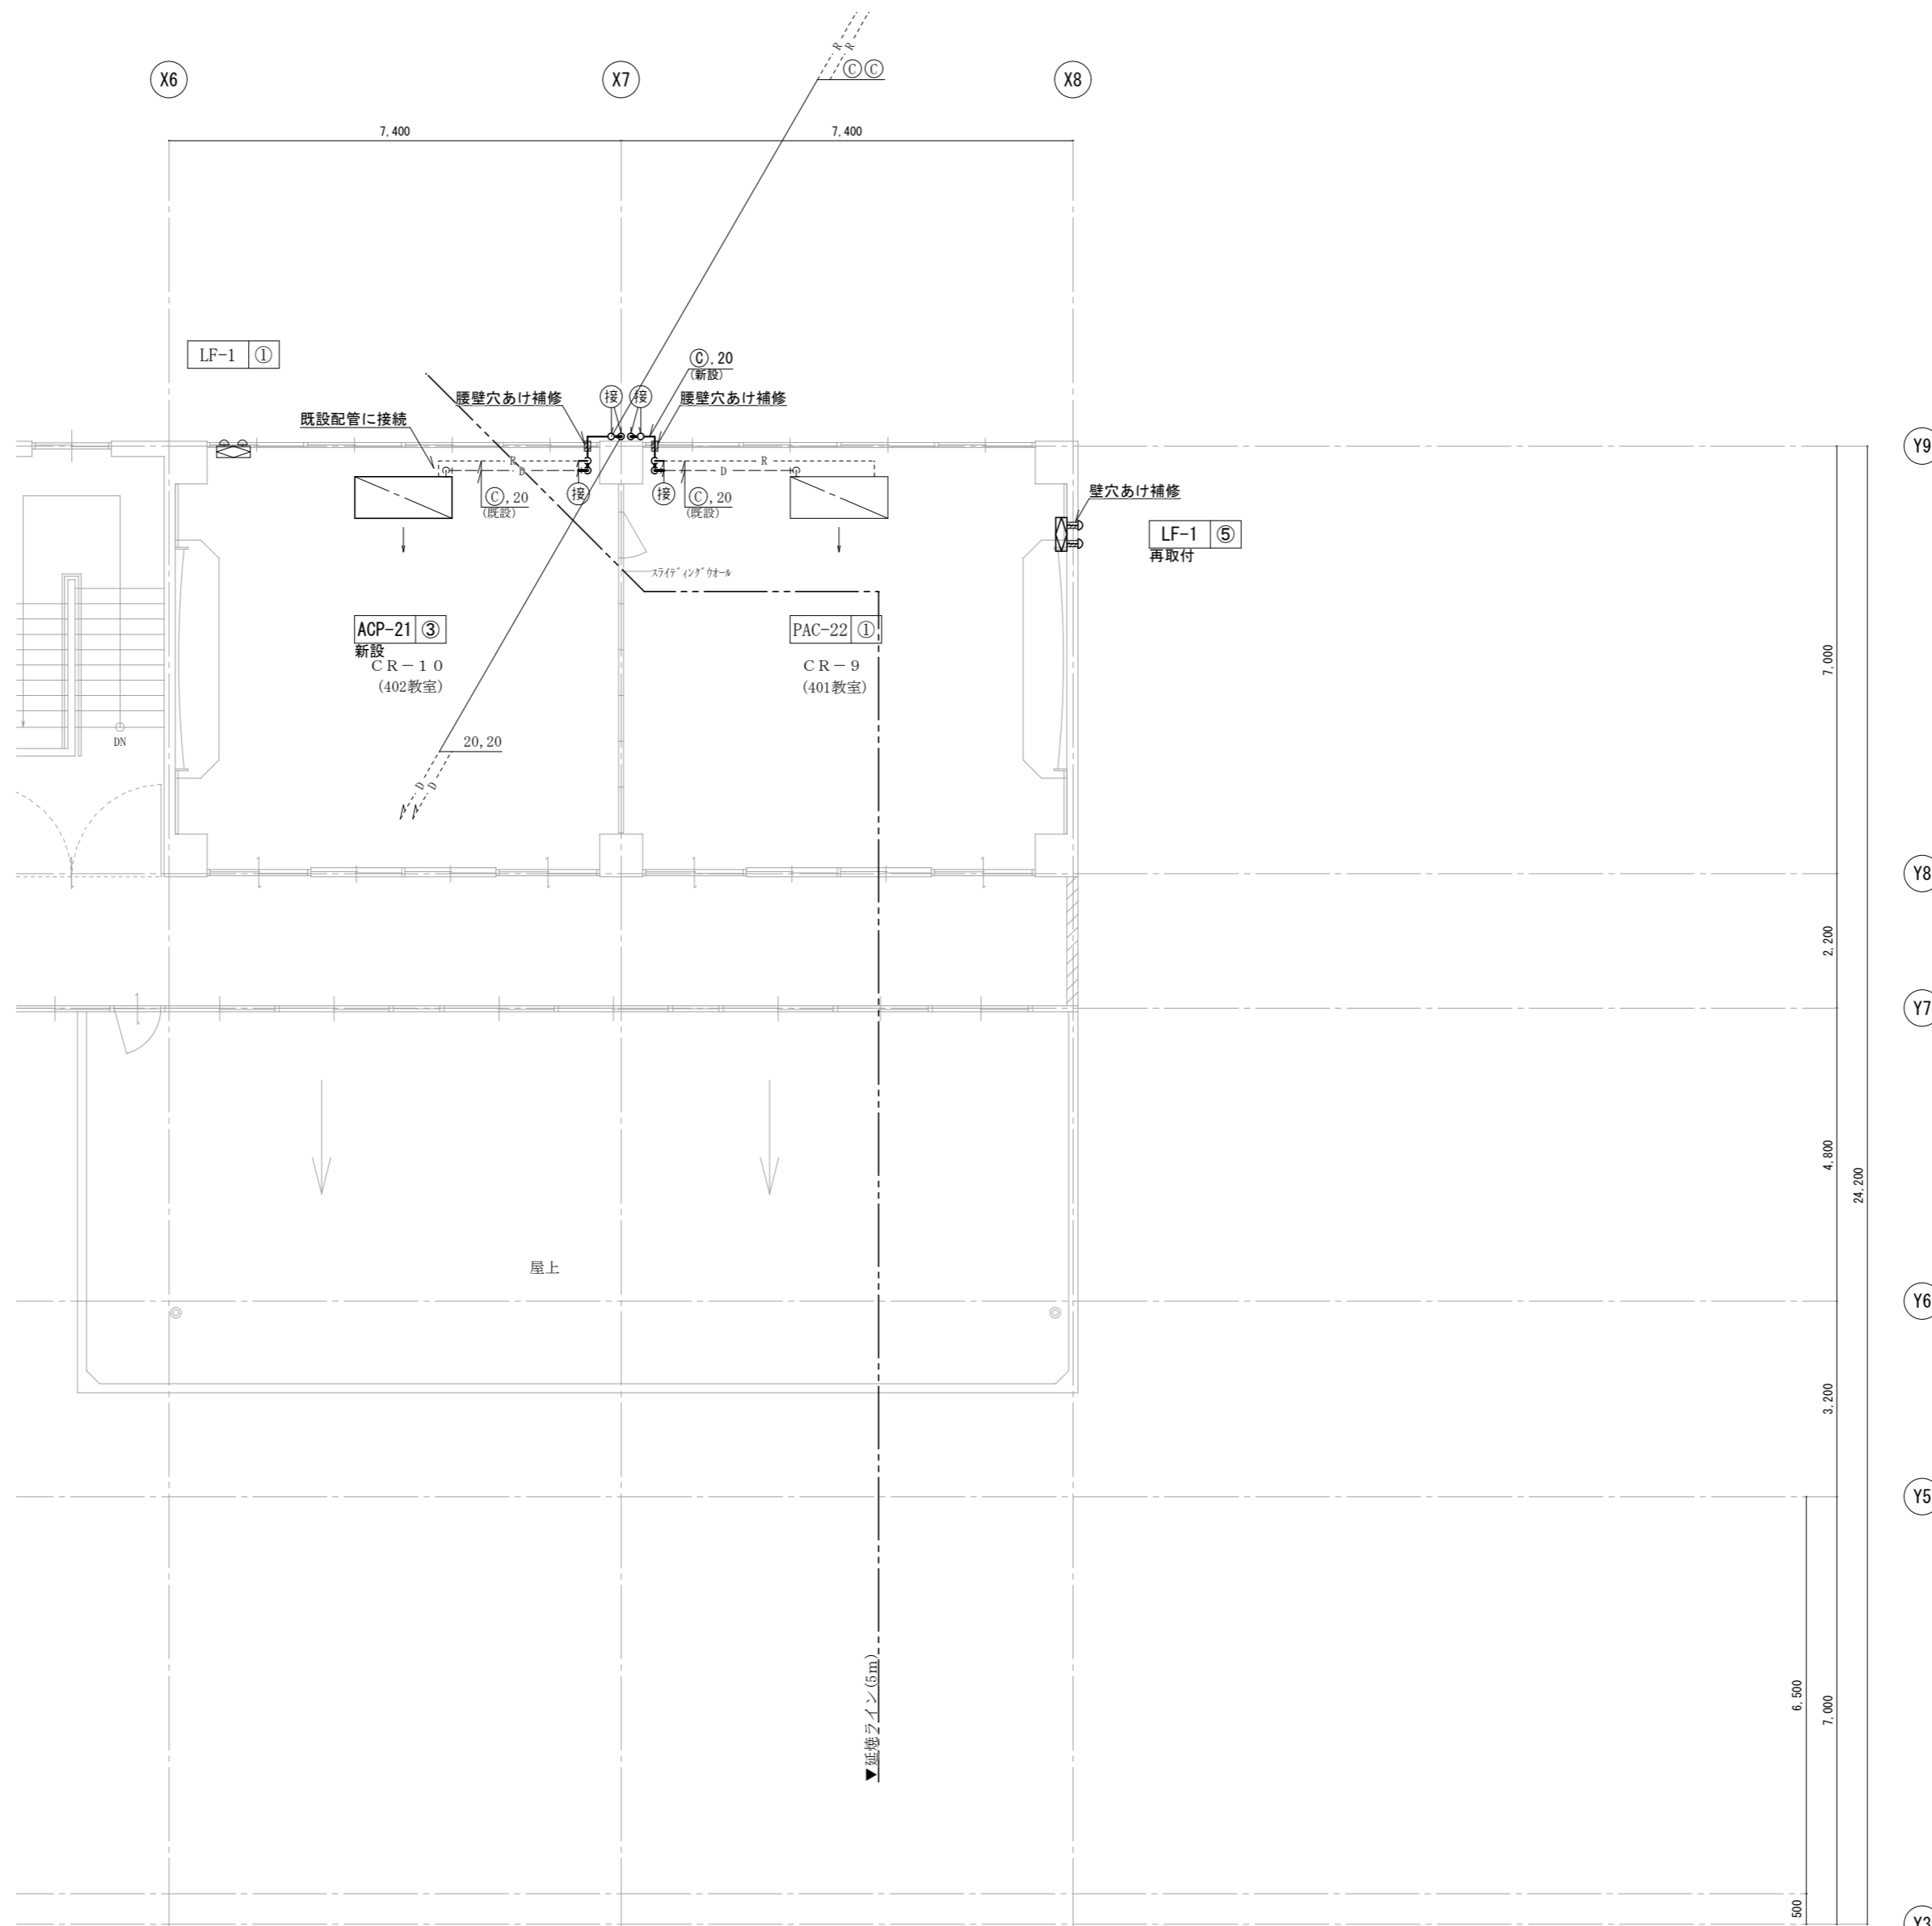 R
R
ⒸⒸ
X6
X7
X8
7,400
7,400
LF-1 ①
Ⓒ,20
(新設)
腰壁穴あけ補修
接
接
腰壁穴あけ補修
既設配管に接続
Y9
R
R
D
D
Ⓒ,20
(既設)
接
接
Ⓒ,20
(既設)
壁穴あけ補修
LF-1 ⑤
再取付
スライディングウオール
ACP-21 ③
新設
CR-10
(402教室)
PAC-22 ①
CR-9
(401教室)
7,000
DN
20,20
D
D
Y8
2,200
Y7
4,800
24,200
屋上
Y6
3,200
Y5
▼延焼ライン(5m)
6,500
7,000
500
Y3